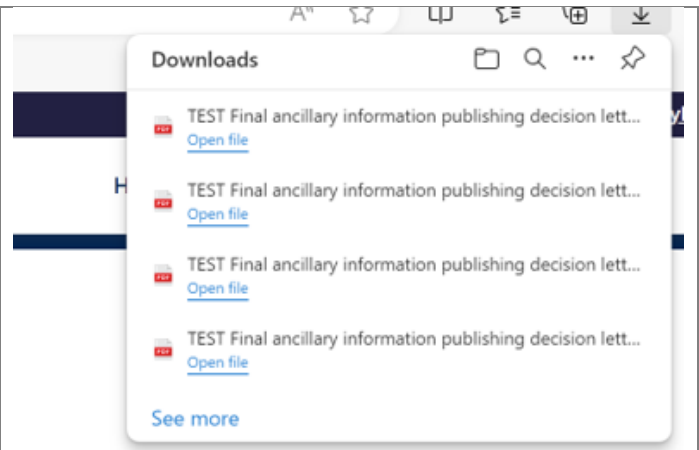 Downloads
TEST Final ancillary information publishing decision lett...
Open file
TEST Final ancillary information publishing decision lett...
Open file
TEST Final ancillary information publishing decision lett...
Open file
TEST Final ancillary information publishing decision lett...
Open file
See more